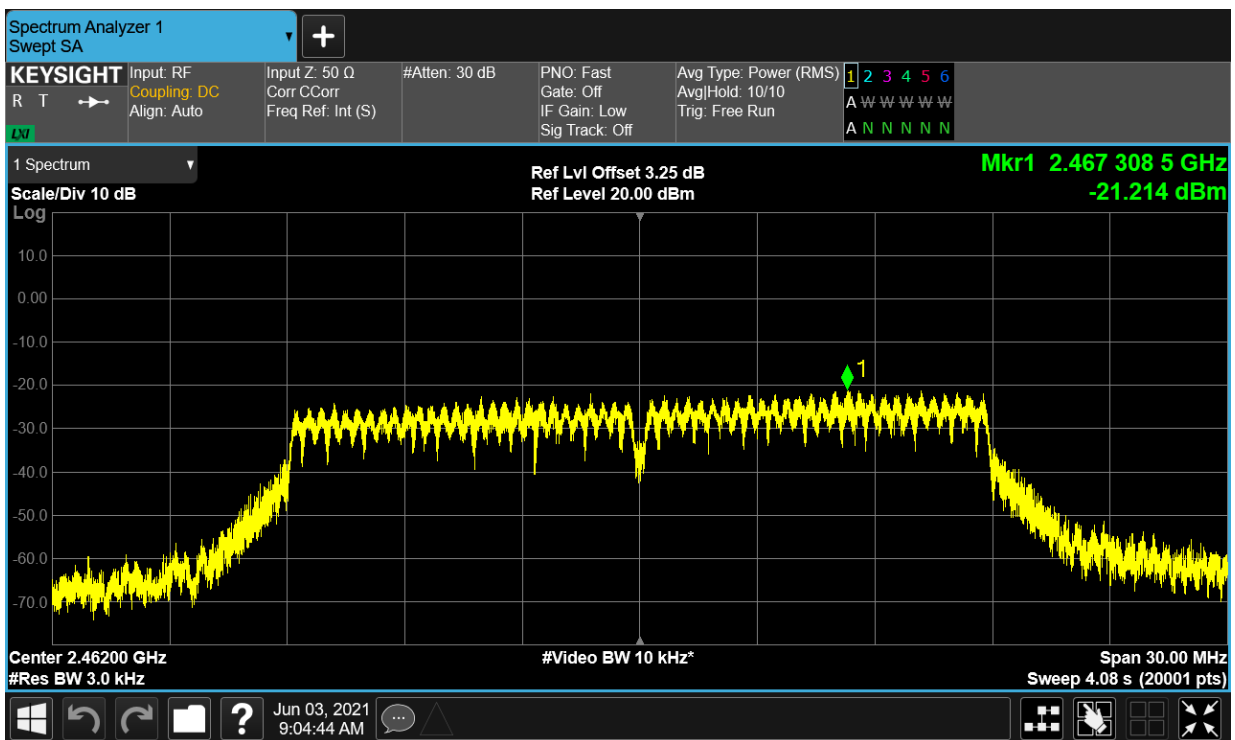 Spectrum Analyzer 1
Swept SA
KEYSIGHT
R T
LXI
Input: RF
Coupling: DC
Align: Auto
Input Z: 50 Ω
Corr CCorr
Freq Ref: Int (S)
#Atten: 30 dB
PNO: Fast
Gate: Off
IF Gain: Low
Sig Track: Off
Avg Type: Power (RMS)
Avg|Hold: 10/10
Trig: Free Run
1 2 3 4 5 6
A W W W W W
A N N N N N
1 Spectrum
Scale/Div 10 dB
Log
Ref Lvl Offset 3.25 dB
Ref Level 20.00 dBm
Mkr1 2.467 308 5 GHz
-21.214 dBm
10.0
0.00
-10.0
-20.0
-30.0
-40.0
-50.0
-60.0
-70.0
1
Center 2.46200 GHz
#Res BW 3.0 kHz
#Video BW 10 kHz*
Span 30.00 MHz
Sweep 4.08 s (20001 pts)
?
Jun 03, 2021
9:04:44 AM